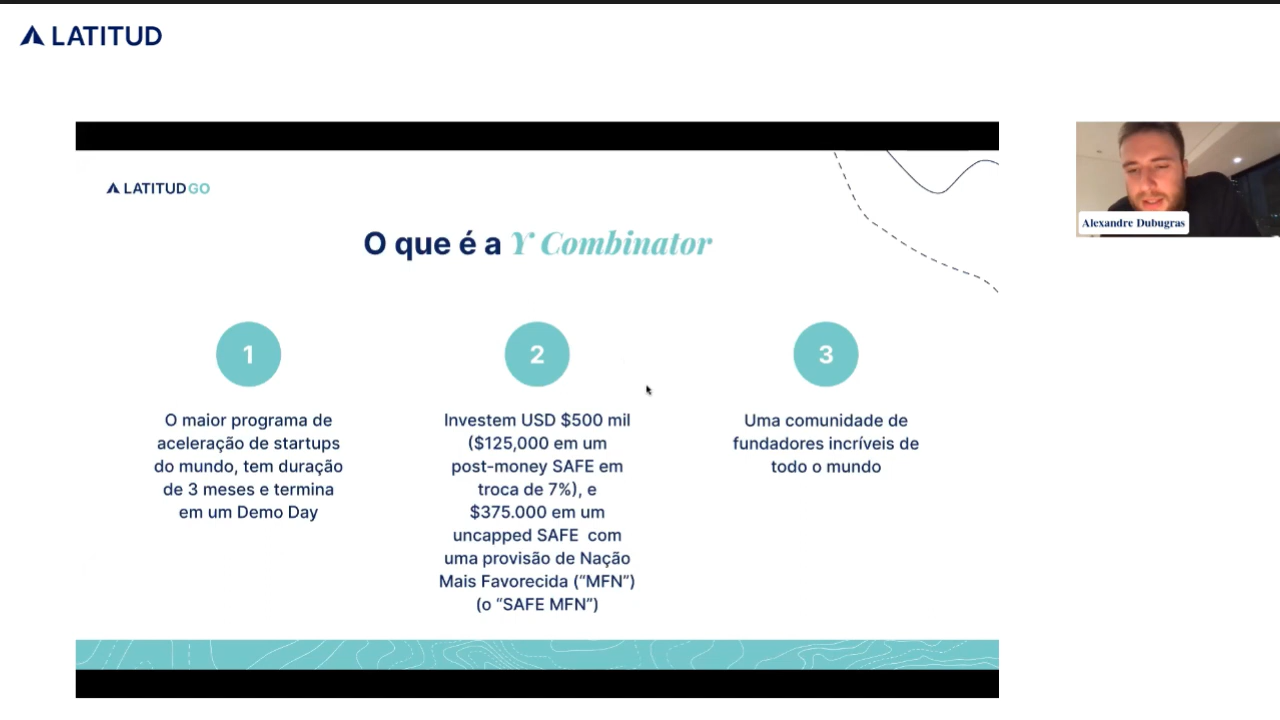 LATITUD
LATITUD GO
O que é a Y Combinator
1
O maior programa de
aceleração de startups
do mundo, tem duração
de 3 meses e termina
em um Demo Day
2
Investem USD $500 mil
($125,000 em um
post-money SAFE em
troca de 7%), e
$375.000 em um
uncapped SAFE com
uma provisão de Nação
Mais Favorecida (“MFN”)
(o “SAFE MFN”)
3
Uma comunidade de
fundadores incríveis de
todo o mundo
Alexandre Dubugras